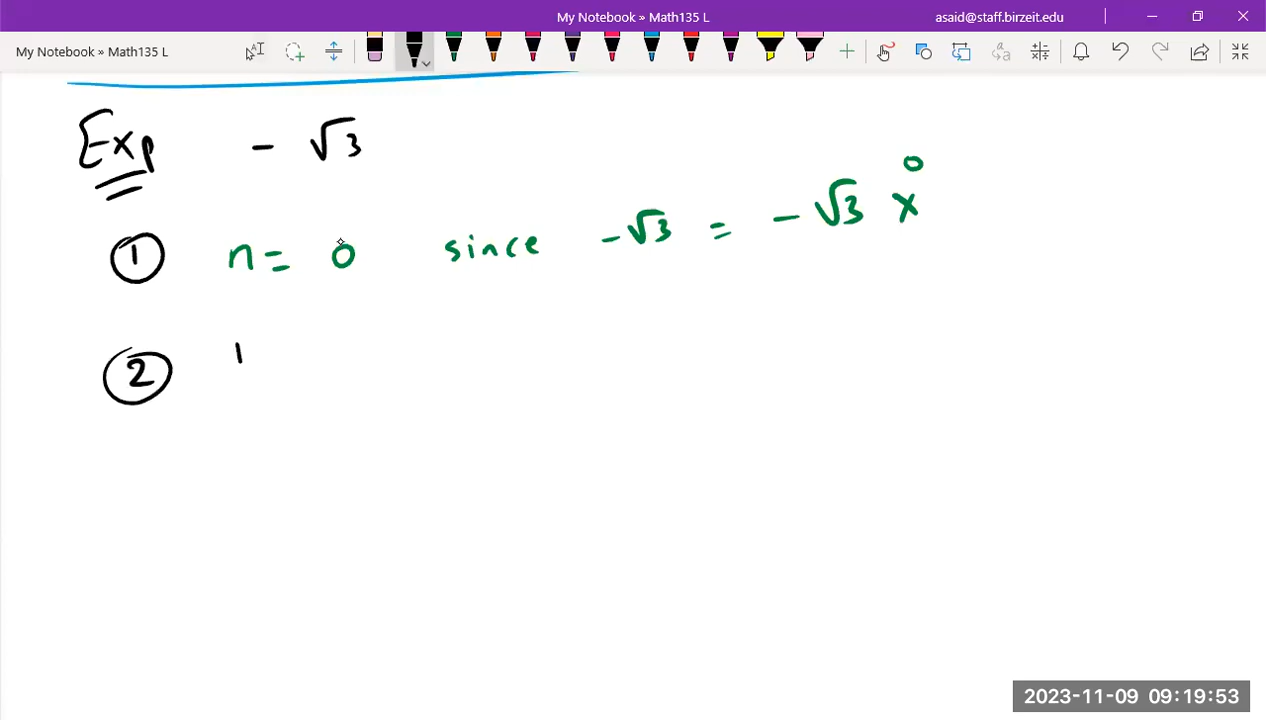 My Notebook » Math135 L
asaid@staff.birzeit.edu
My Notebook » Math135 L
Exp - √3
① n = 0 since -√3 = -√3 x⁰
② I
2023-11-09 09:19:53